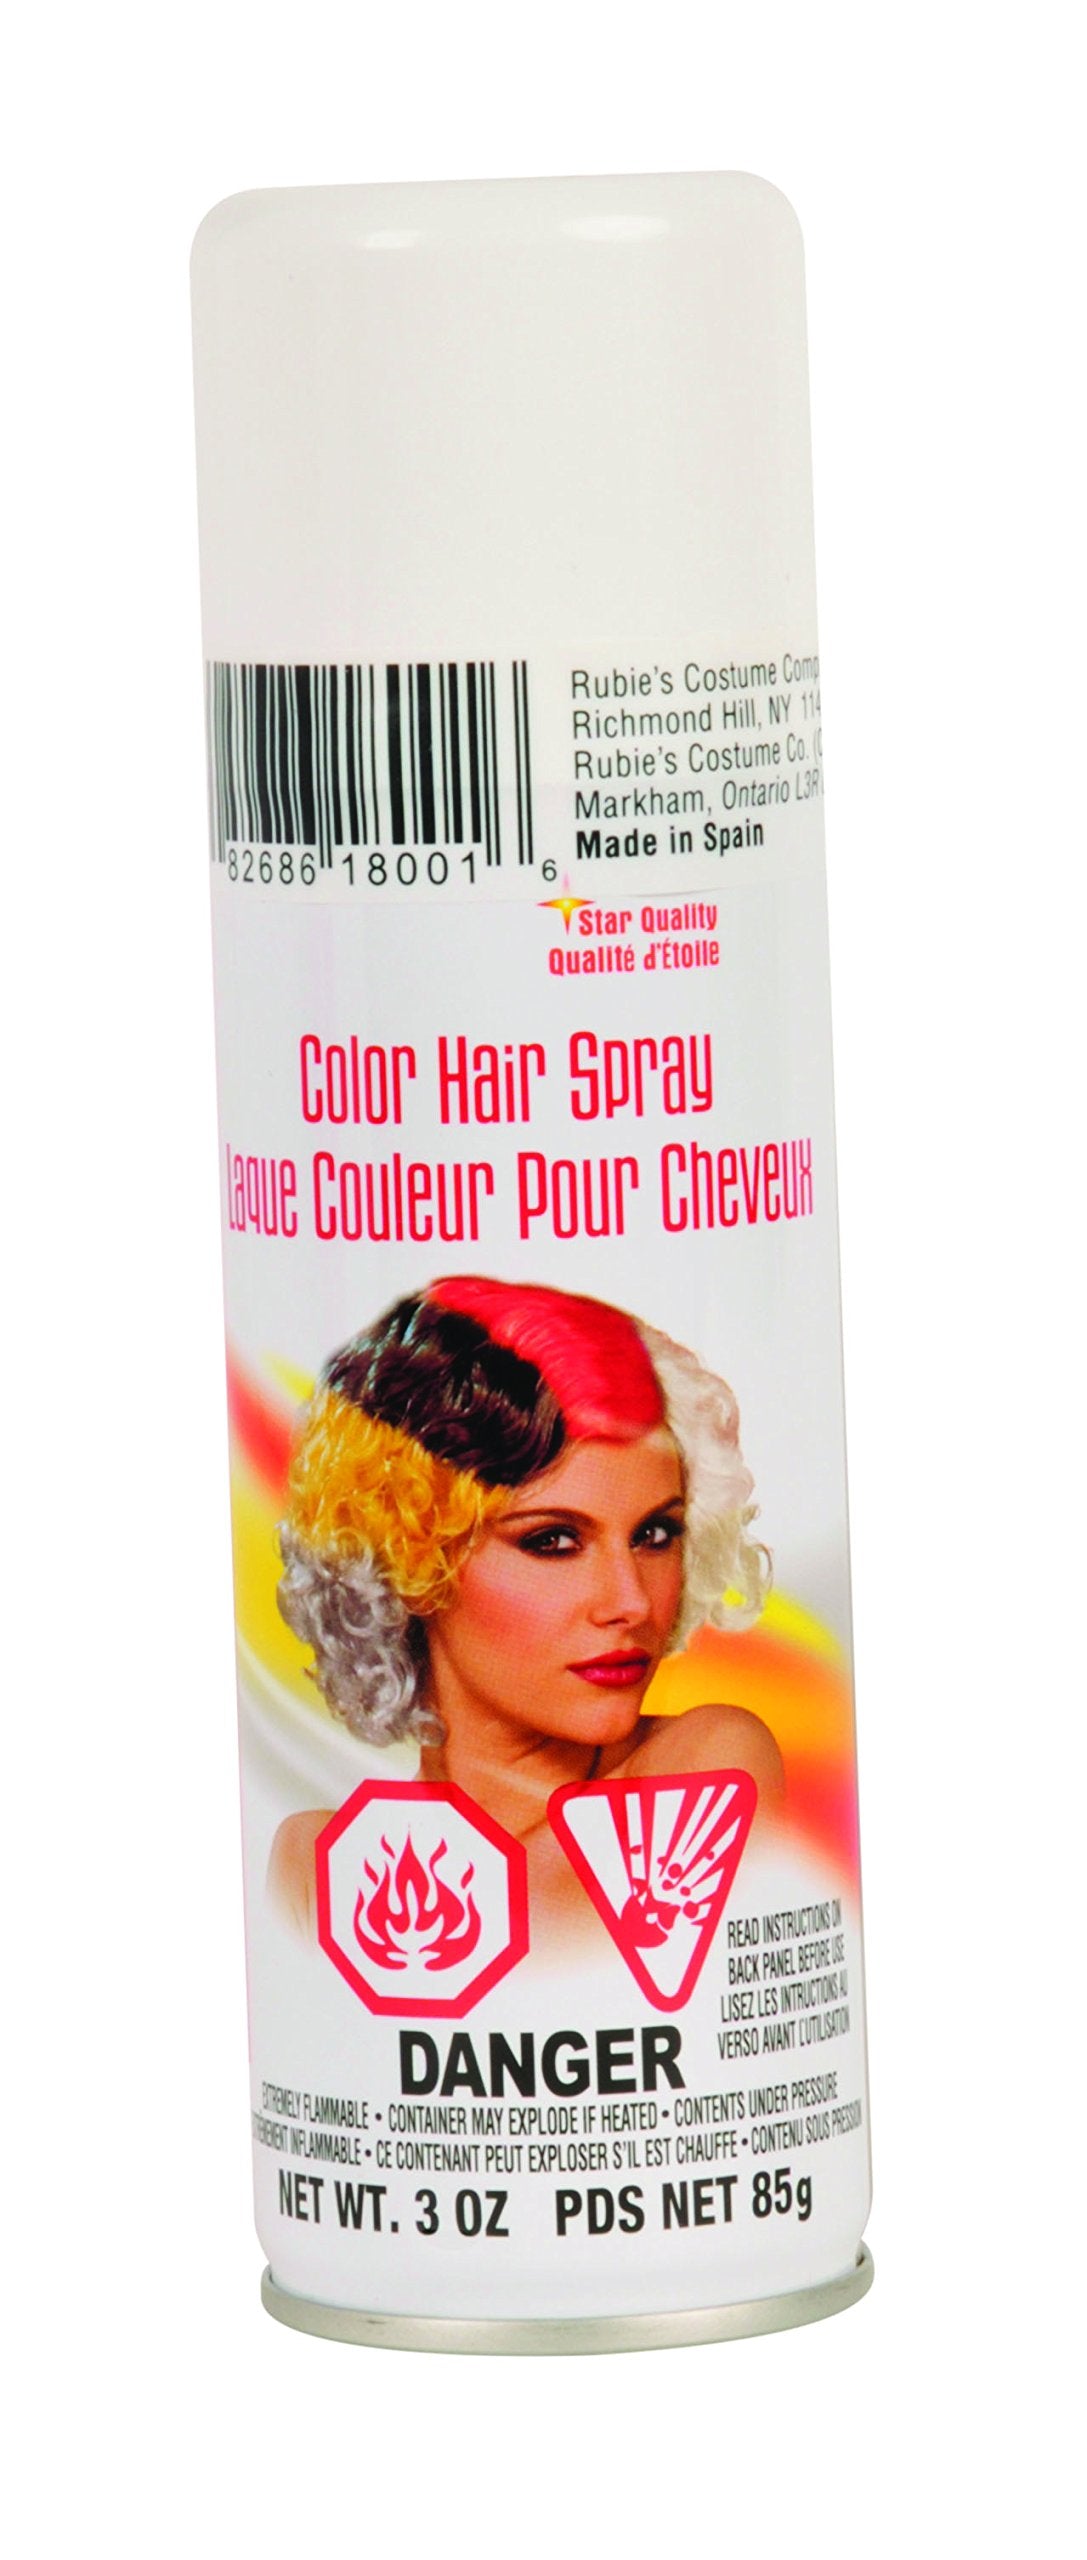 Rubie's Costume
Richmond Hill, NY
Rubie's Costume Co.
Markham, Ontario L3R
Made in Spain
82686 18001 6
Star Quality
Qualité d'Étoile
Color Hair Spray
Laque Couleur Pour Cheveux
READ INSTRUCTIONS ON
BACK PANEL BEFORE USE
LISEZ LES INTRUCTIONS AU
VERSO AVANT L'UTILISATION
DANGER
EXTREMELY FLAMMABLE • CONTAINER MAY EXPLODE IF HEATED • CONTENTS UNDER PRESSURE
INFLAMMABLE • CE CONTENANT PEUT EXPLOSER S'IL EST CHAUFFE • CONTENU SOUS PRESSION
NET WT. 3 OZ PDS NET 85g